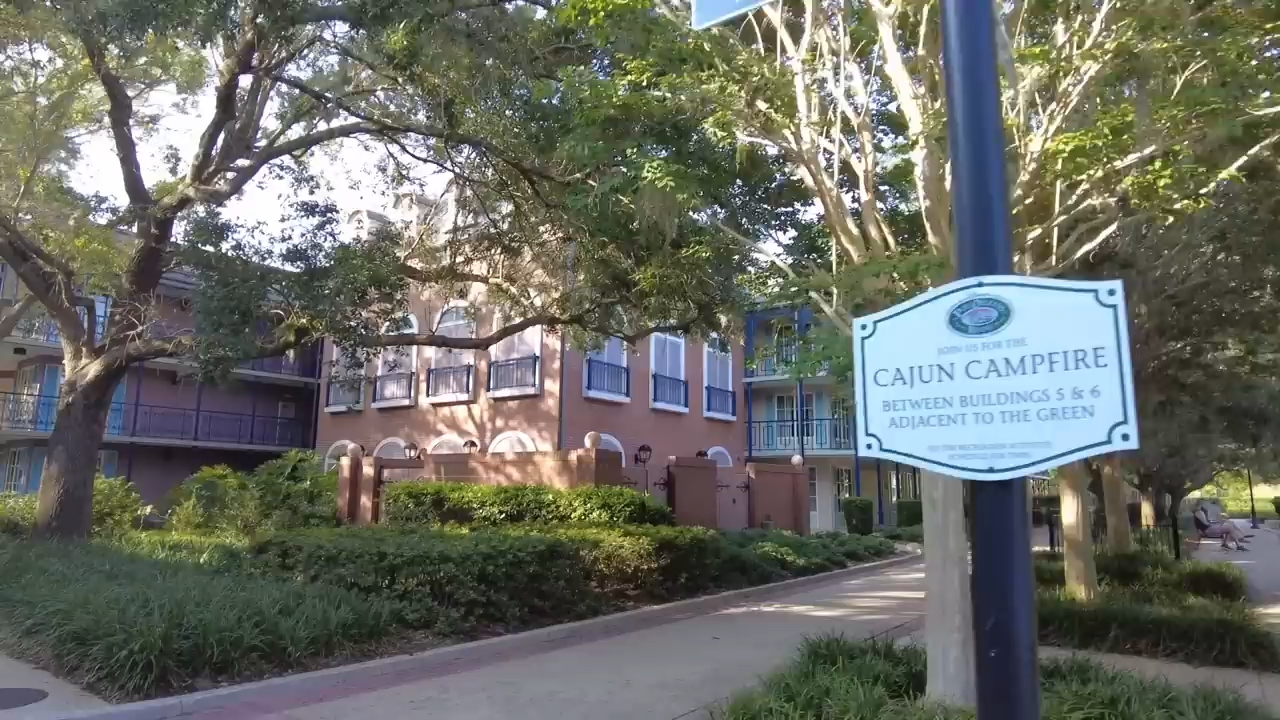 JOIN US FOR THE
CAJUN CAMPFIRE
BETWEEN BUILDINGS 5 & 6
ADJACENT TO THE GREEN